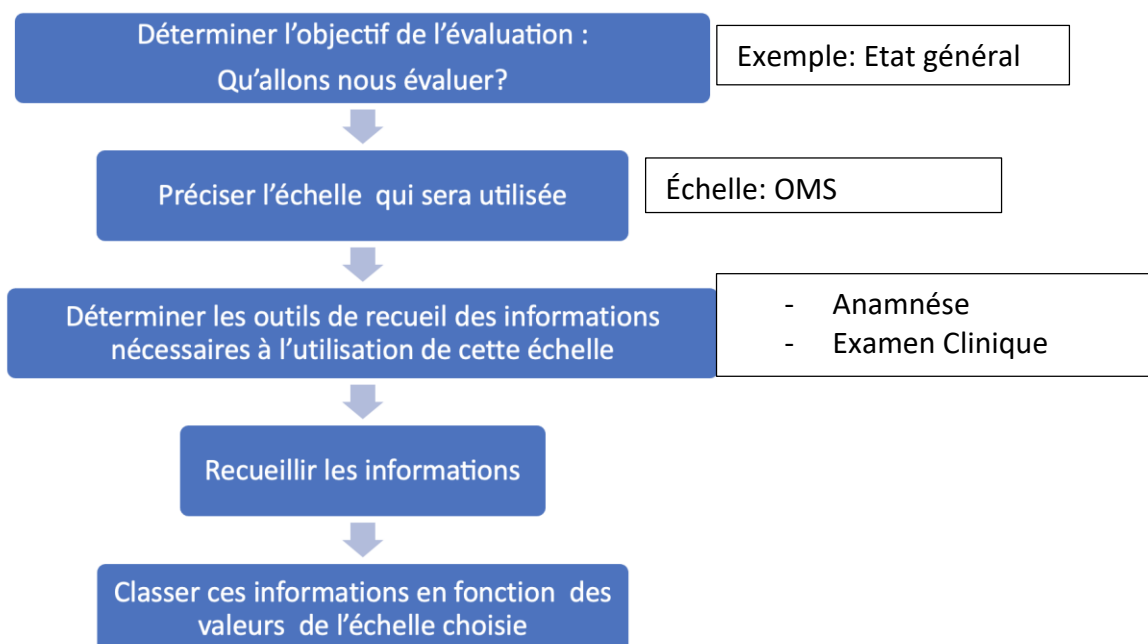 Déterminer l’objectif de l’évaluation :
Qu’allons nous évaluer?
Exemple: Etat général
Préciser l’échelle qui sera utilisée
Échelle: OMS
Déterminer les outils de recueil des informations
nécessaires à l’utilisation de cette échelle
- Anamnése
- Examen Clinique
Recueillir les informations
Classer ces informations en fonction des
valeurs de l’échelle choisie